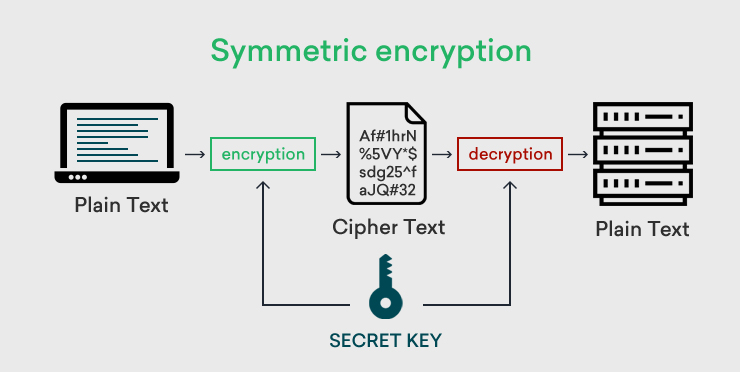 Symmetric encryption
encryption
Af#1hrN
%5VY*$
sdg25^f
aJQ#32
decryption
Plain Text
Cipher Text
Plain Text
SECRET KEY